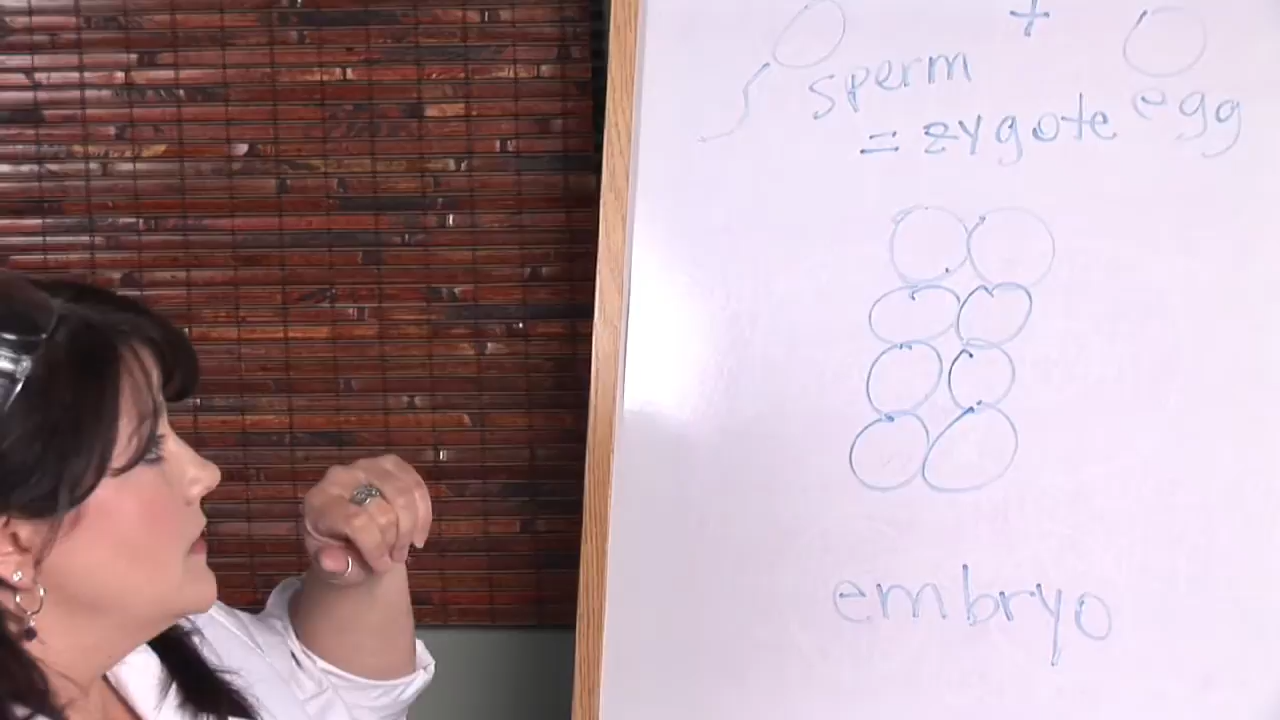 +
sperm egg
= zygote
embryo